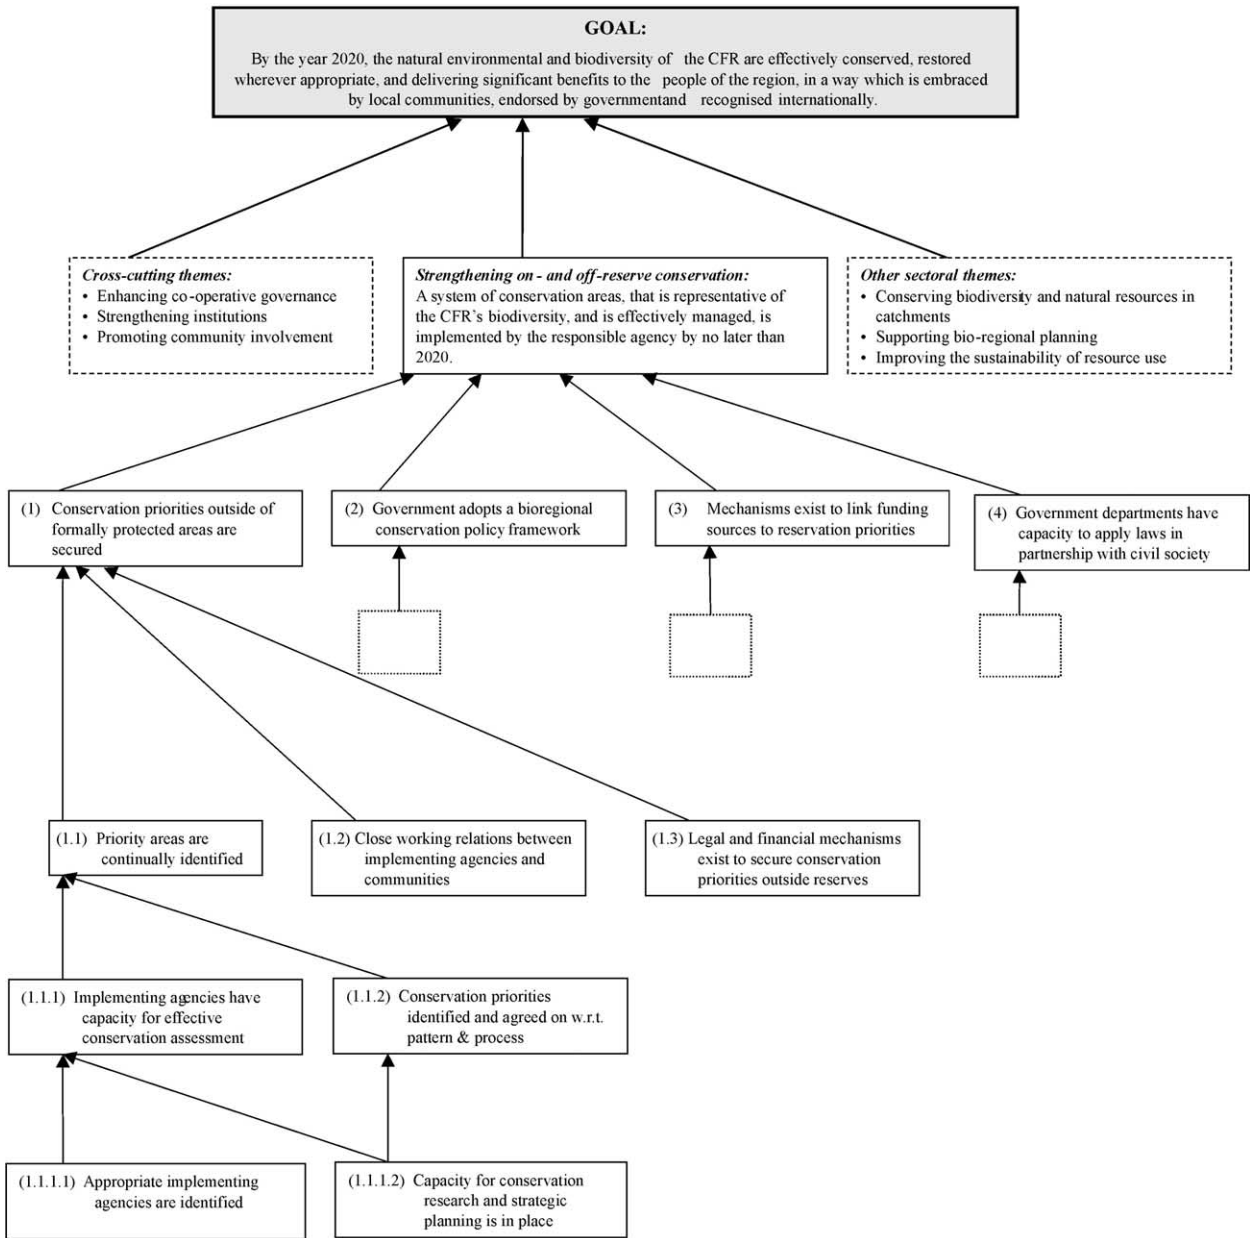 GOAL:
By the year 2020, the natural environmental and biodiversity of the CFR are effectively conserved, restored
wherever appropriate, and delivering significant benefits to the people of the region, in a way which is embraced
by local communities, endorsed by governmentand recognised internationally.
Cross-cutting themes:
• Enhancing co-operative governance
• Strengthening institutions
• Promoting community involvement
Strengthening on- and off-reserve conservation:
A system of conservation areas, that is representative of
the CFR's biodiversity, and is effectively managed, is
implemented by the responsible agency by no later than
2020.
Other sectoral themes:
• Conserving biodiversity and natural resources in
catchments
• Supporting bio-regional planning
• Improving the sustainability of resource use
(1) Conservation priorities outside of
formally protected areas are
secured
(2) Government adopts a bioregional
conservation policy framework
(3) Mechanisms exist to link funding
sources to reservation priorities
(4) Government departments have
capacity to apply laws in
partnership with civil society
(1.1) Priority areas are
continually identified
(1.2) Close working relations between
implementing agencies and
communities
(1.3) Legal and financial mechanisms
exist to secure conservation
priorities outside reserves
(1.1.1) Implementing agencies have
capacity for effective
conservation assessment
(1.1.2) Conservation priorities
identified and agreed on w.r.t.
pattern & process
(1.1.1.1) Appropriate implementing
agencies are identified
(1.1.1.2) Capacity for conservation
research and strategic
planning is in place